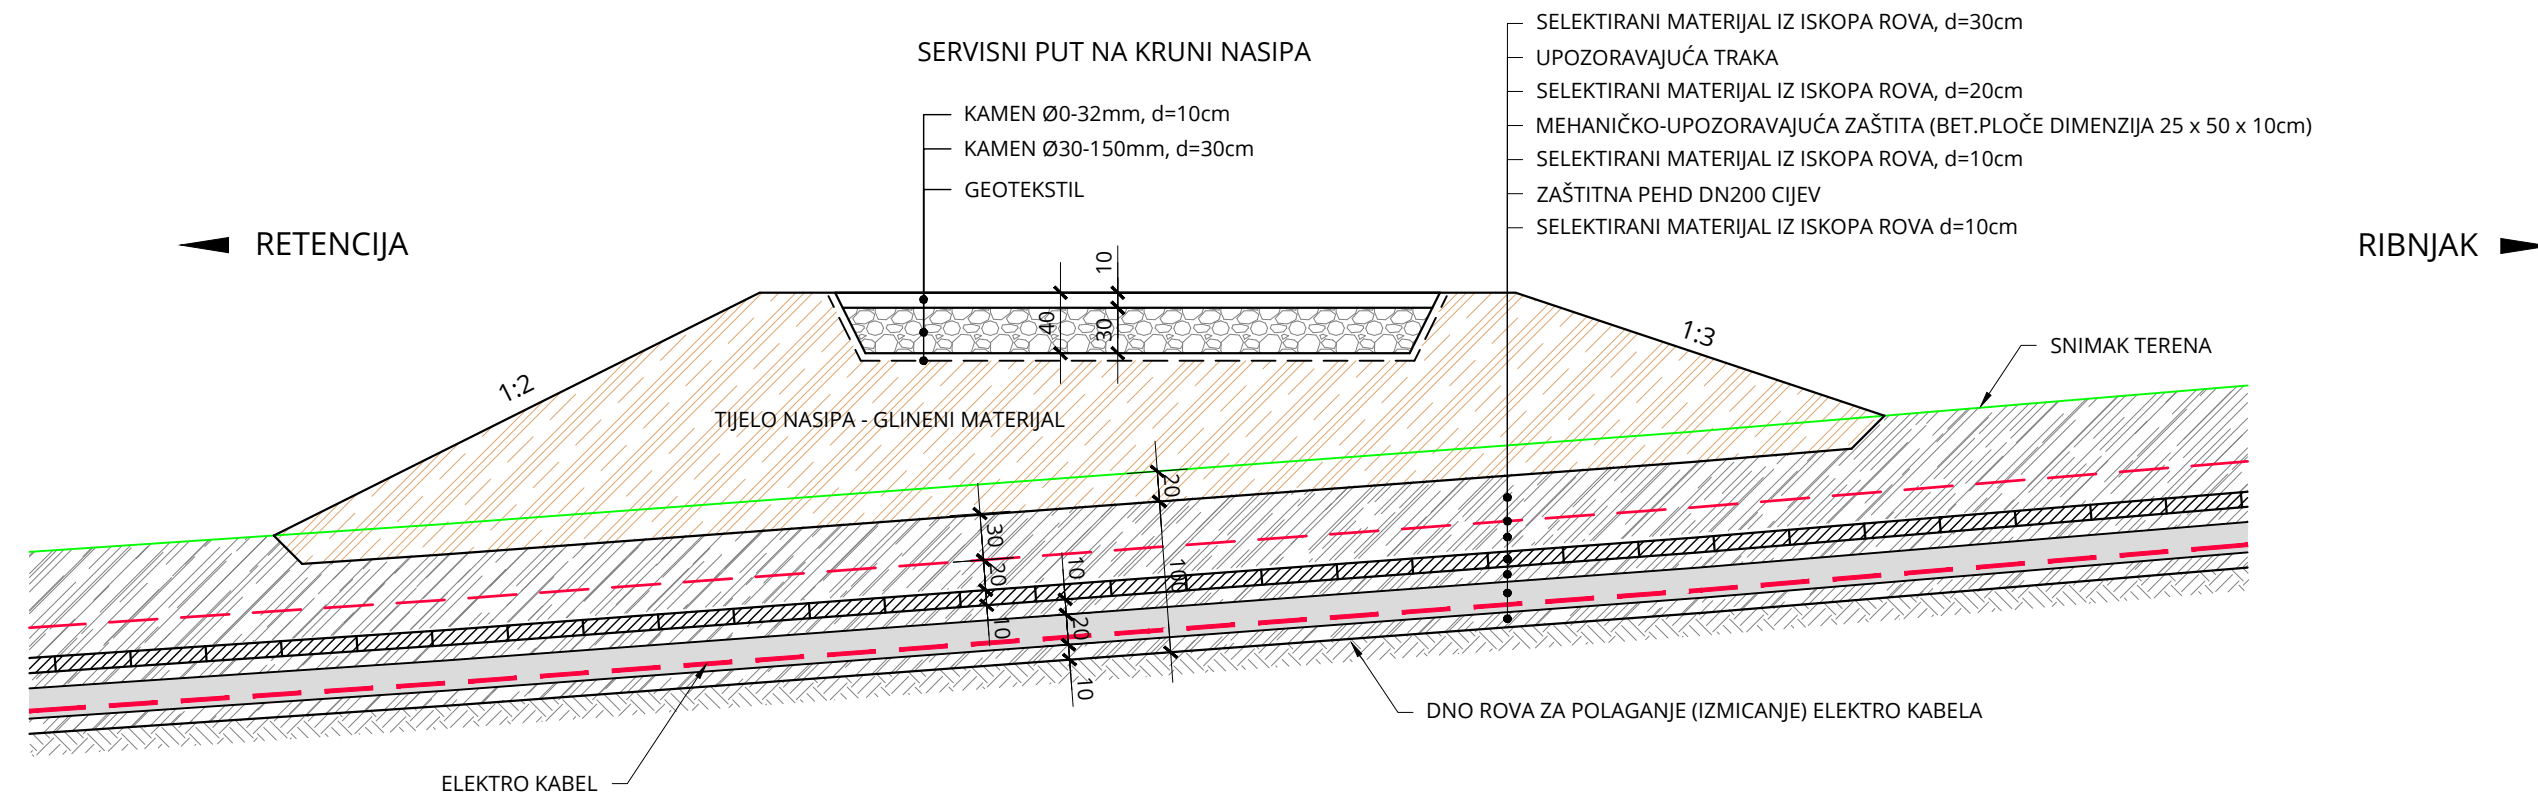 SELEKTIRANI MATERIJAL IZ ISKOPA ROVA, d=30cm
SERVISNI PUT NA KRUNI NASIPA
UPOZORAVAJUĆA TRAKA
SELEKTIRANI MATERIJAL IZ ISKOPA ROVA, d=20cm
KAMEN Ø0-32mm, d=10cm
MEHANIČKO-UPOZORAVAJUĆA ZAŠTITA (BET.PLOČE DIMENZIJA 25 x 50 x 10cm)
KAMEN Ø30-150mm, d=30cm
SELEKTIRANI MATERIJAL IZ ISKOPA ROVA, d=10cm
GEOTEKSTIL
ZAŠTITNA PEHD DN200 CIJEV
SELEKTIRANI MATERIJAL IZ ISKOPA ROVA d=10cm
RETENCIJA
RIBNJAK
10
40
30
1:3
SNIMAK TERENA
1:2
TIJELO NASIPA - GLINENI MATERIJAL
20
30
20
10
100
10
20
10
DNO ROVA ZA POLAGANJE (IZMICANJE) ELEKTRO KABELA
ELEKTRO KABEL